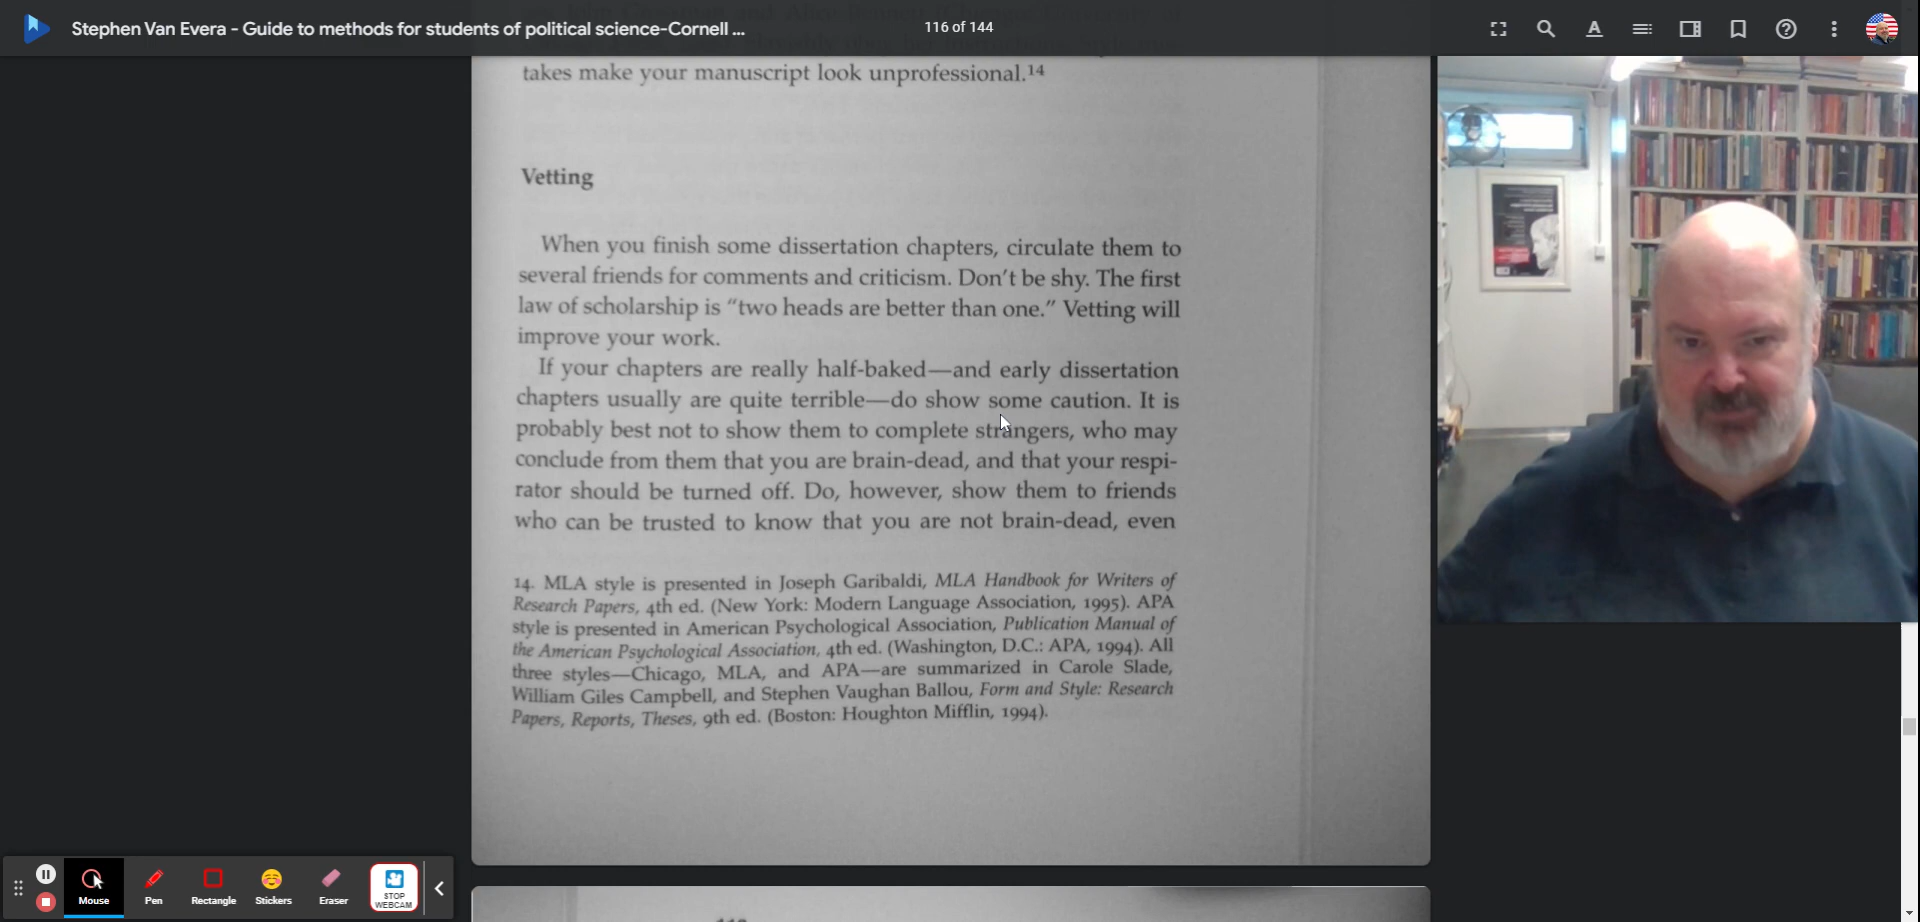 Stephen Van Evera - Guide to methods for students of political science-Cornell ...
116 of 144
takes make your manuscript look unprofessional.14
Vetting
When you finish some dissertation chapters, circulate them to
several friends for comments and criticism. Don't be shy. The first
law of scholarship is “two heads are better than one.” Vetting will
improve your work.
If your chapters are really half-baked—and early dissertation
chapters usually are quite terrible—do show some caution. It is
probably best not to show them to complete strangers, who may
conclude from them that you are brain-dead, and that your respi-
rator should be turned off. Do, however, show them to friends
who can be trusted to know that you are not brain-dead, even
14. MLA style is presented in Joseph Garibaldi, MLA Handbook for Writers of
Research Papers, 4th ed. (New York: Modern Language Association, 1995). APA
style is presented in American Psychological Association, Publication Manual of
the American Psychological Association, 4th ed. (Washington, D.C.: APA, 1994). All
three styles—Chicago, MLA, and APA—are summarized in Carole Slade,
William Giles Campbell, and Stephen Vaughan Ballou, Form and Style: Research
Papers, Reports, Theses, 9th ed. (Boston: Houghton Mifflin, 1994).
Mouse
Pen
Rectangle
Stickers
Eraser
STOP
WEBCAM